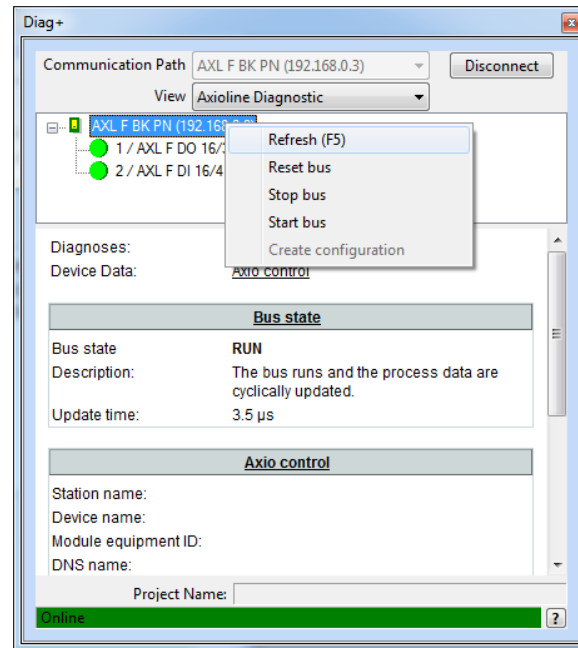 Diag+
Communication Path AXL F BK PN (192.168.0.3) Disconnect
View Axioline Diagnostic
AXL F BK PN (192.168
1 / AXL F DO 16/
2 / AXL F DI 16/4
Refresh (F5)
Reset bus
Stop bus
Start bus
Create configuration
Diagnoses:
Device Data: Axio control
Bus state
Bus state RUN
Description: The bus runs and the process data are
cyclically updated.
Update time: 3.5 µs
Axio control
Station name:
Device name:
Module equipment ID:
DNS name:
Project Name:
Online ?